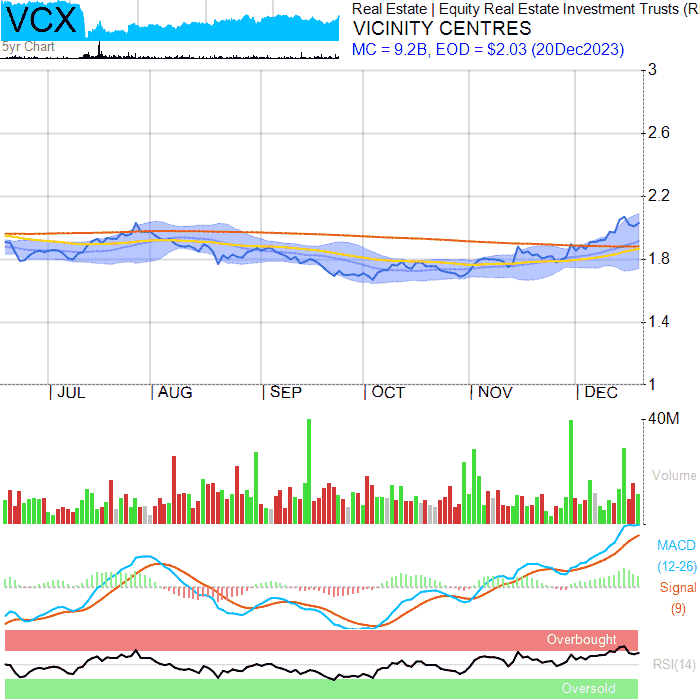 VCX
5yr Chart
Real Estate | Equity Real Estate Investment Trusts (R
VICINITY CENTRES
MC = 9.2B, EOD = $2.03 (20Dec2023)
3
2.6
2.2
1.8
1.4
1
JUL AUG SEP OCT NOV DEC
40M
Volume
MACD
(12-26)
Signal
(9)
Overbought
RSI(14)
Oversold